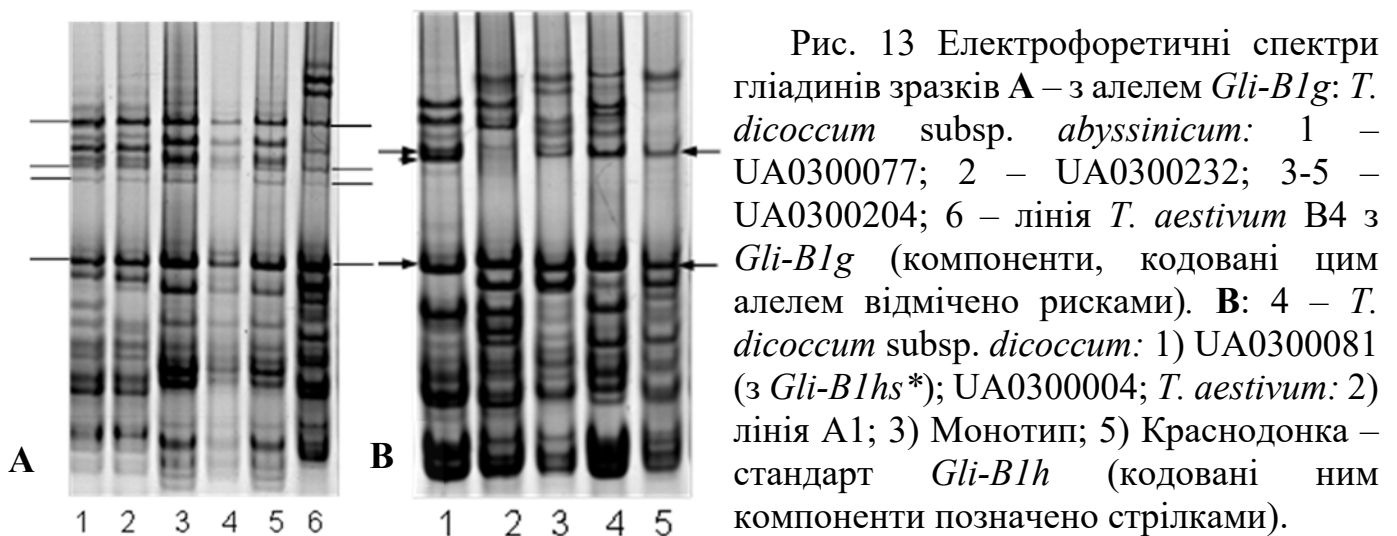 Рис. 13 Електрофоретичні спектри
гліадинів зразків А – з алелем Gli-B1g: T.
dicoccum subsp. abyssinicum: 1 –
UA0300077; 2 – UA0300232; 3-5 –
UA0300204; 6 – лінія T. aestivum B4 з
Gli-B1g (компоненти, кодовані цим
алелем відмічено рисками). В: 4 – T.
dicoccum subsp. dicoccum: 1) UA0300081
(з Gli-B1hs*); UA0300004; T. aestivum: 2)
лінія А1; 3) Монотип; 5) Краснодонка –
стандарт Gli-B1h (кодовані ним
компоненти позначено стрілками).
А
1 2 3 4 5 6
В
1 2 3 4 5